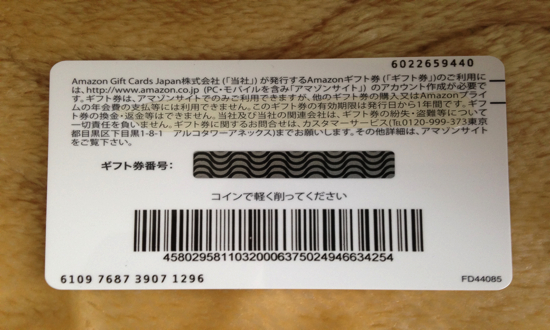 6022659440
Amazon Gift Cards Japan株式会社(「当社」)が発行するAmazonギフト券(「ギフト券」)のご利用に
は、http://www.amazon.co.jp (PC・モバイルを含み「アマゾンサイト」)のアカウント作成が必要で
す。ギフト券は、アマゾンサイトでのみご利用できますが、他のギフト券の購入又はAmazonプライ
ムの年会費の支払等には利用できません。このギフト券の有効期限は発行日から1年間です。ギフ
ト券の換金・返金等はできません。当社及び当社の関連会社は、ギフト券の紛失・盗難等について
一切責任を負いません。ギフト券に関するお問合せは、カスタマーサービス(℡0120-999-373東京
都目黒区下目黒1-8-1 アルコタワーアネックス)までお願いします。その他詳細は、アマゾンサイト
をご覧下さい。
ギフト券番号:
コインで軽く削ってください
45802958110320006375024946634254
6109 7687 3907 1296
FD44085